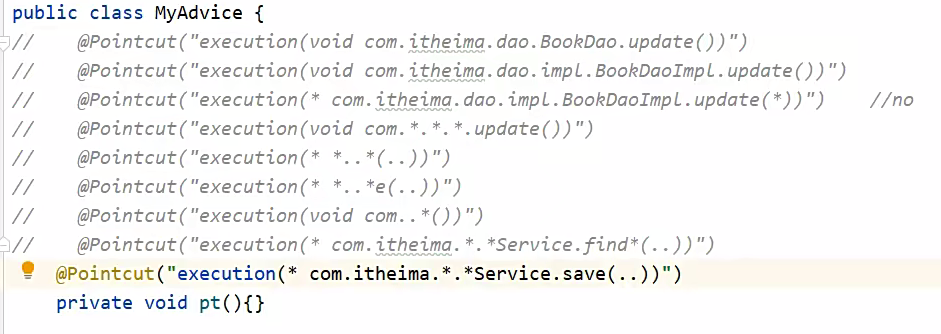 public class MyAdvice {
//    @Pointcut("execution(void com.itheima.dao.BookDao.update())")
//    @Pointcut("execution(void com.itheima.dao.impl.BookDaoImpl.update())")
//    @Pointcut("execution(* com.itheima.dao.impl.BookDaoImpl.update(*))")    //no
//    @Pointcut("execution(void com.*.*.*.update())")
//    @Pointcut("execution(* *..*(..))")
//    @Pointcut("execution(* *..*e(..))")
//    @Pointcut("execution(void com..*())")
//    @Pointcut("execution(* com.itheima.*.*Service.find*(..))")
    @Pointcut("execution(* com.itheima.*.*Service.save(..))")
    private void pt(){}